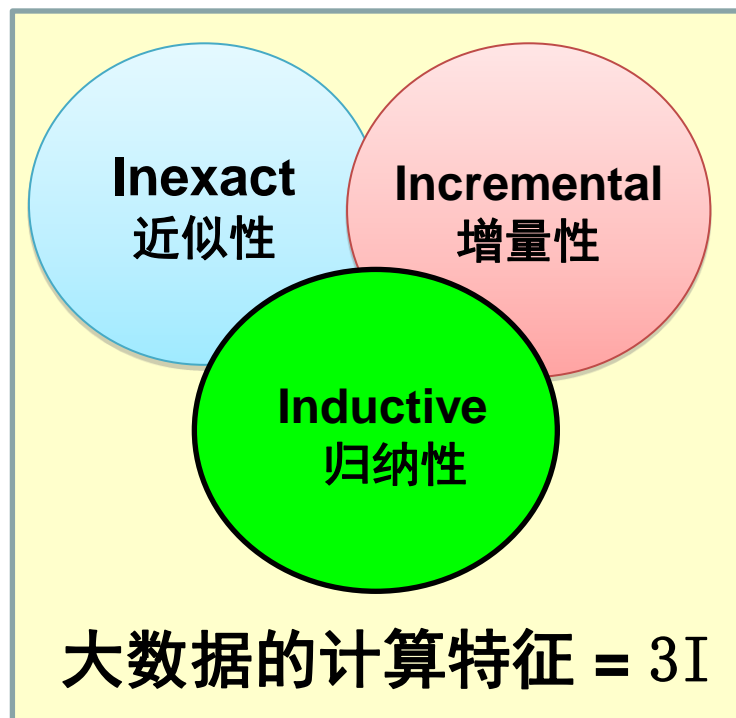 Inexact
近似性
Incremental
增量性
Inductive
归纳性
大数据的计算特征 = 3I